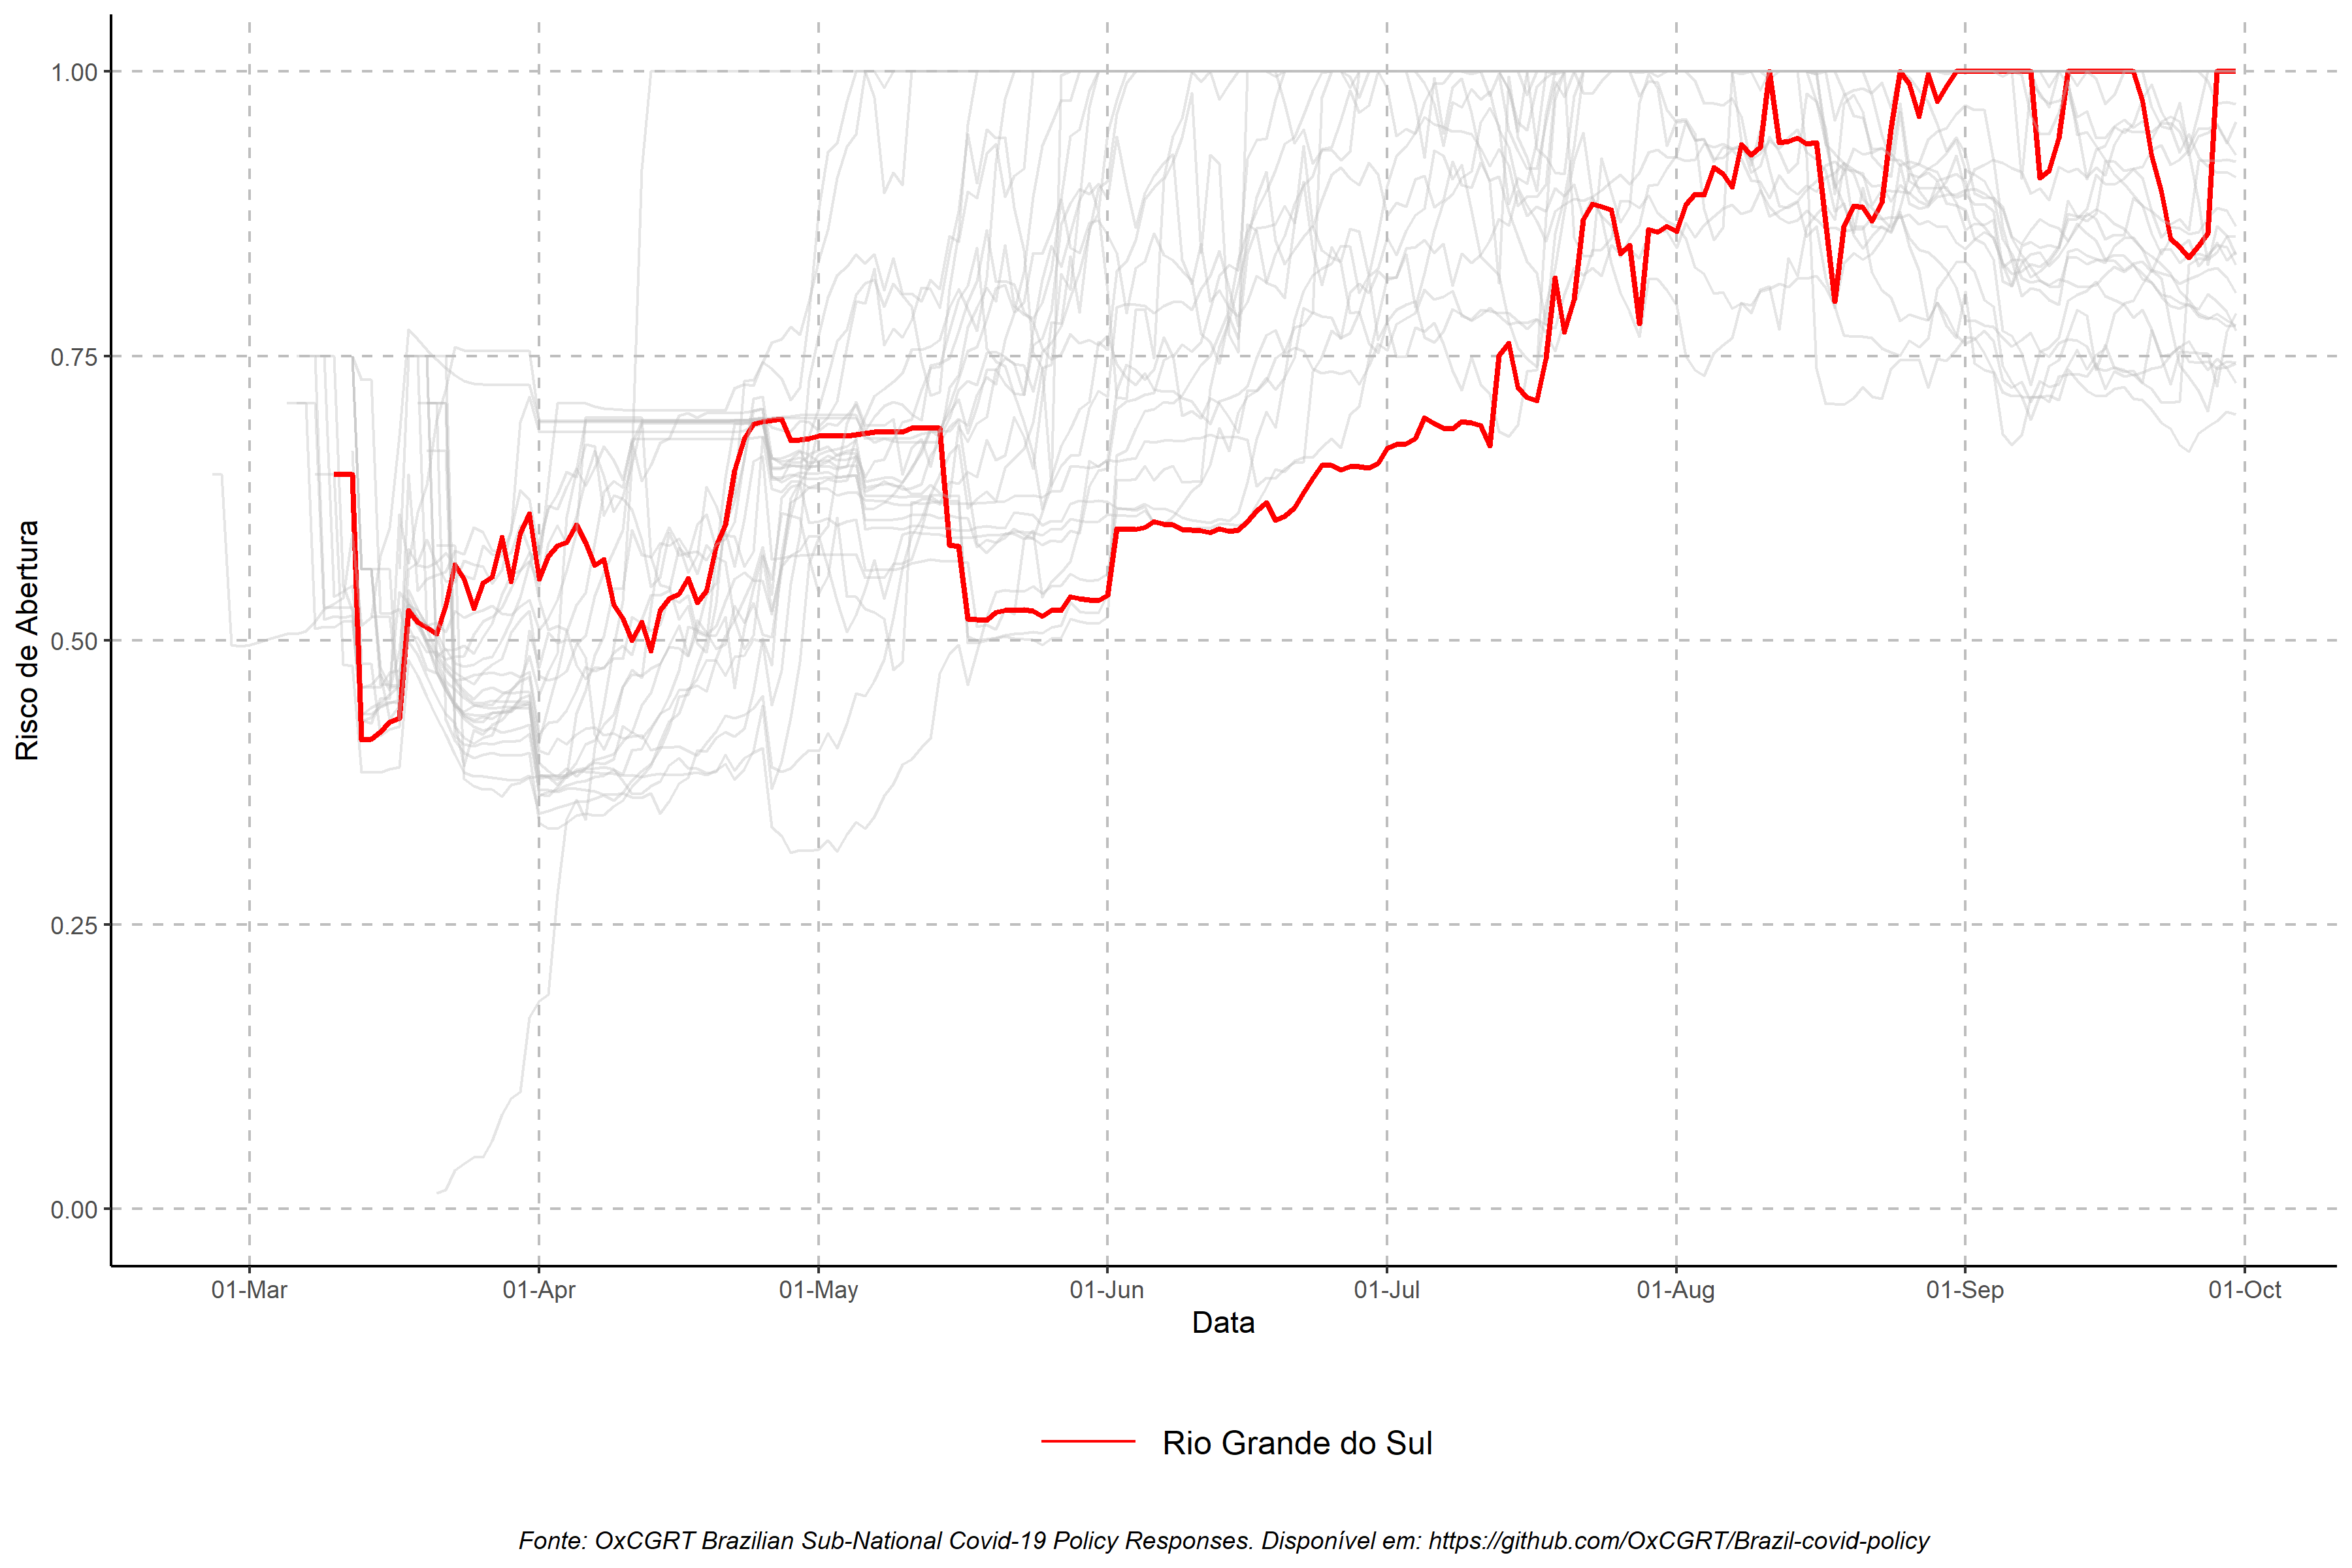 Risco de Abertura
1.00
0.75
0.50
0.25
0.00
01-Mar 01-Apr 01-May 01-Jun 01-Jul 01-Aug 01-Sep 01-Oct
Data
Rio Grande do Sul
Fonte: OxCGRT Brazilian Sub-National Covid-19 Policy Responses. Disponível em: https://github.com/OxCGRT/Brazil-covid-policy